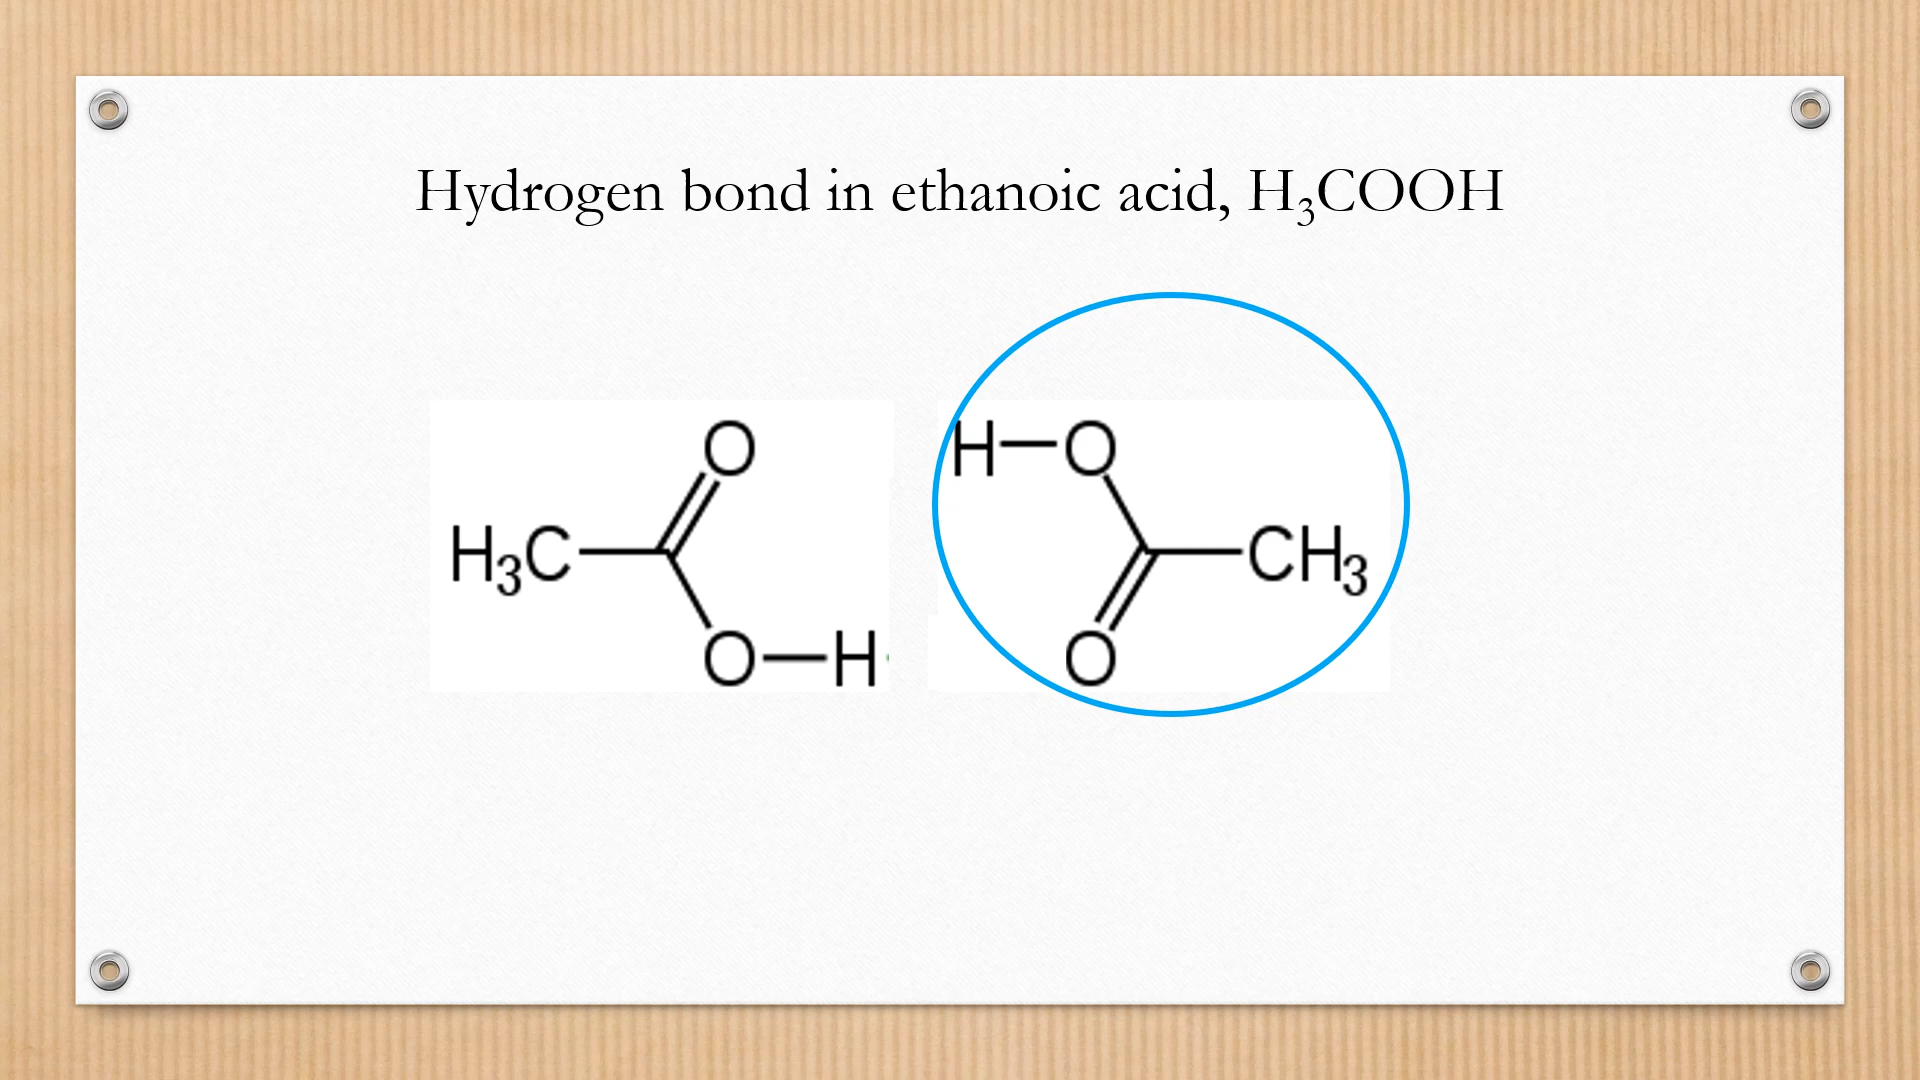 Hydrogen bond in ethanoic acid, H₃COOH
O
H₃C
O—H
H—O
CH₃
O